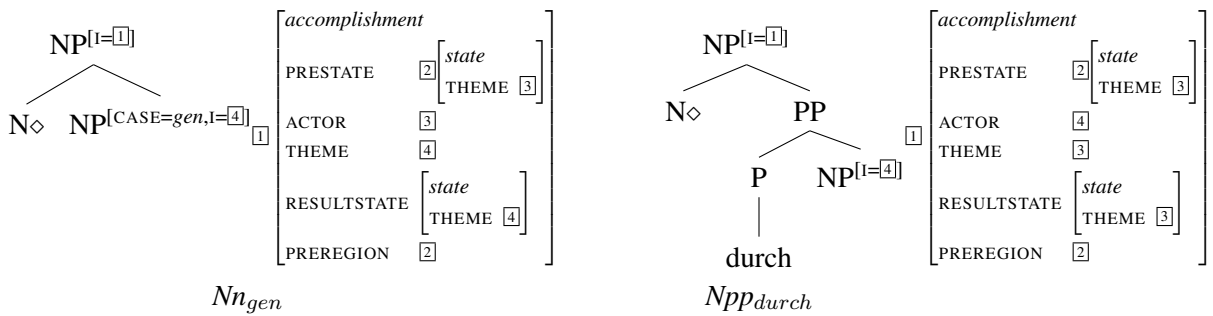 NP[I=1]
N◇ NP[CASE=gen,I=4]
1
accomplishment
PRESTATE 2 state
THEME 3
ACTOR 3
THEME 4
RESULTSTATE state
THEME 4
PREREGION 2
Nn_gen
NP[I=1]
N◇ PP
P NP[I=4]
durch
1
accomplishment
PRESTATE 2 state
THEME 3
ACTOR 4
THEME 3
RESULTSTATE state
THEME 3
PREREGION 2
Npp_durch